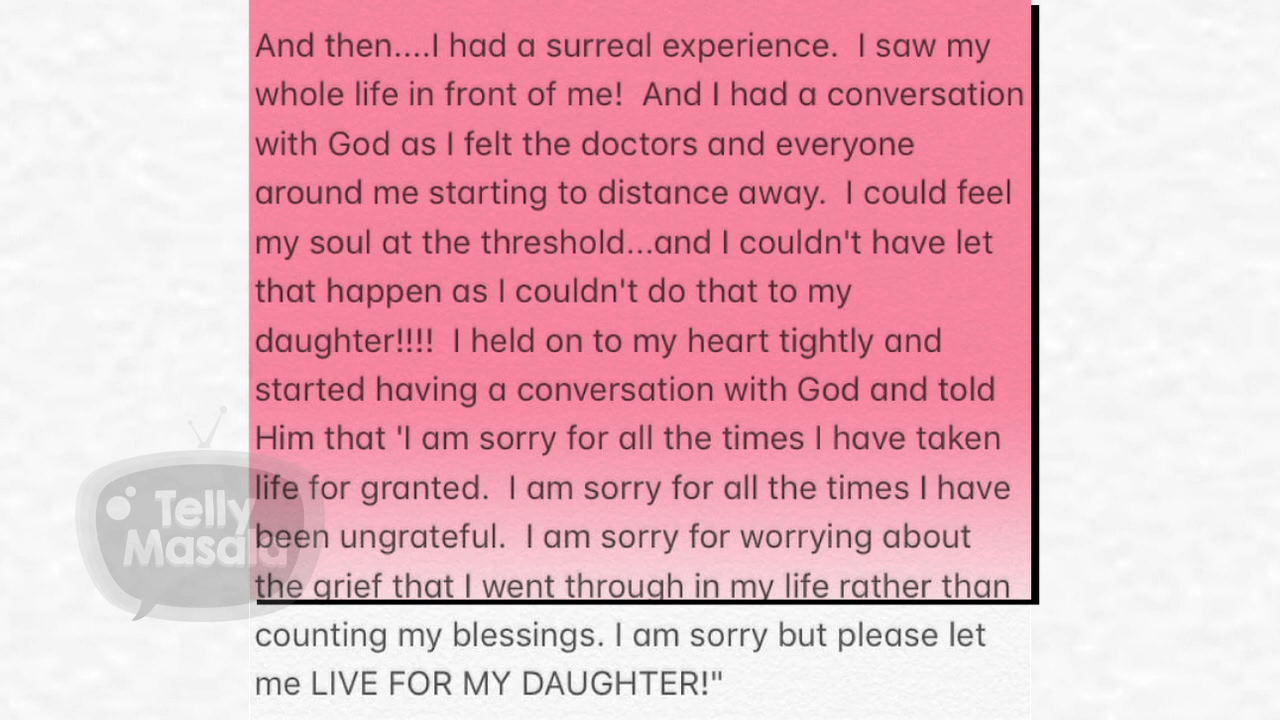 And then....I had a surreal experience.  I saw my
whole life in front of me!  And I had a conversation
with God as I felt the doctors and everyone
around me starting to distance away.  I could feel
my soul at the threshold...and I couldn't have let
that happen as I couldn't do that to my
daughter!!!!  I held on to my heart tightly and
started having a conversation with God and told
Him that 'I am sorry for all the times I have taken
life for granted.  I am sorry for all the times I have
been ungrateful.  I am sorry for worrying about
the grief that I went through in my life rather than
counting my blessings. I am sorry but please let
me LIVE FOR MY DAUGHTER!"
Telly
Masala